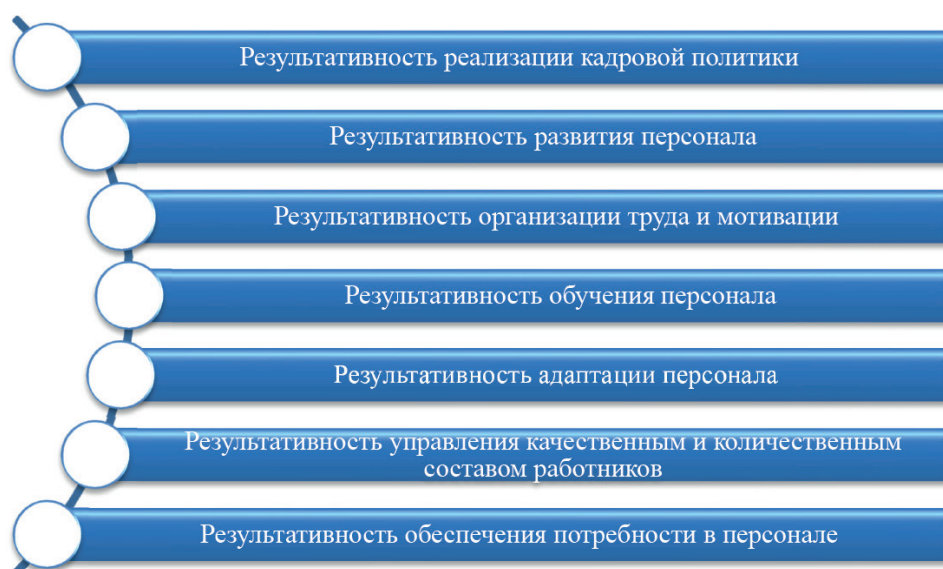 Результативность реализации кадровой политики
Результативность развития персонала
Результативность организации труда и мотивации
Результативность обучения персонала
Результативность адаптации персонала
Результативность управления качественным и количественным
составом работников
Результативность обеспечения потребности в персонале